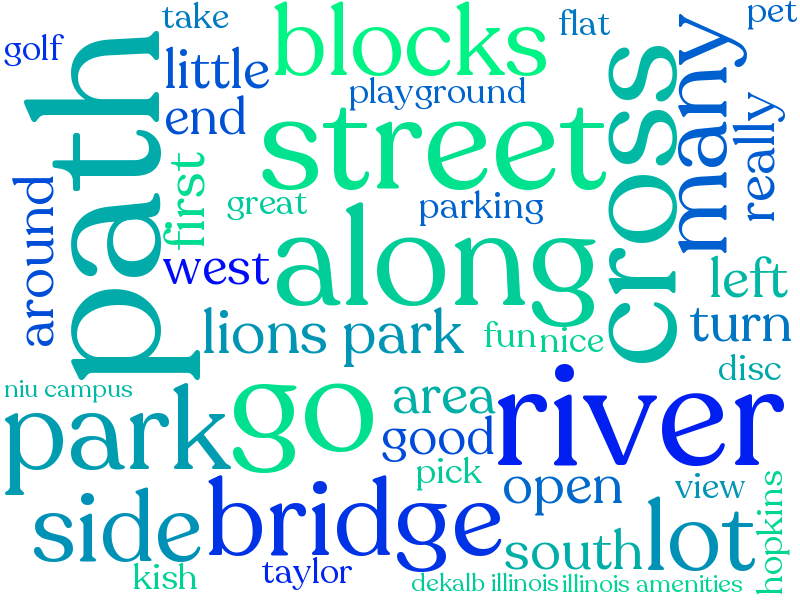 take
pet
golf
blocks
flat
many
path
little
cross
playground
end
really
street
first
around
great
parking
along
west
left
lions park
turn
fun
nice
disc
niu campus
go
river
park
area
good
pick
open
view
hopkins
side
bridge
lot
south
kish
taylor
dekalb illinois
illinois amenities